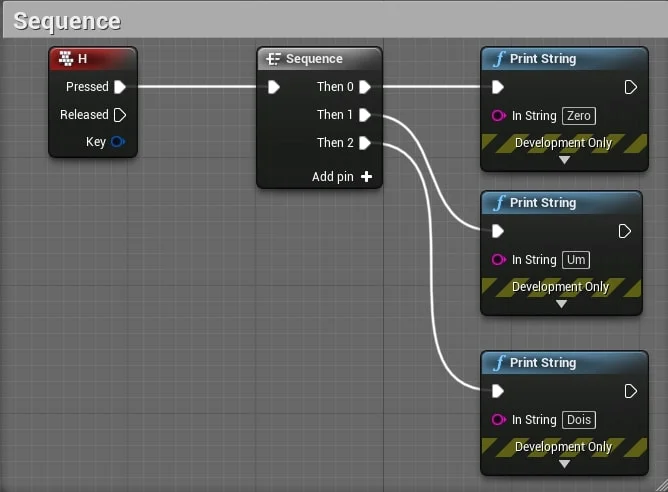 Sequence
H
Pressed
Released
Key
Sequence
Then 0
Then 1
Then 2
Add pin
Print String
In String Zero
Development Only
Print String
In String Um
Development Only
Print String
In String Dois
Development Only